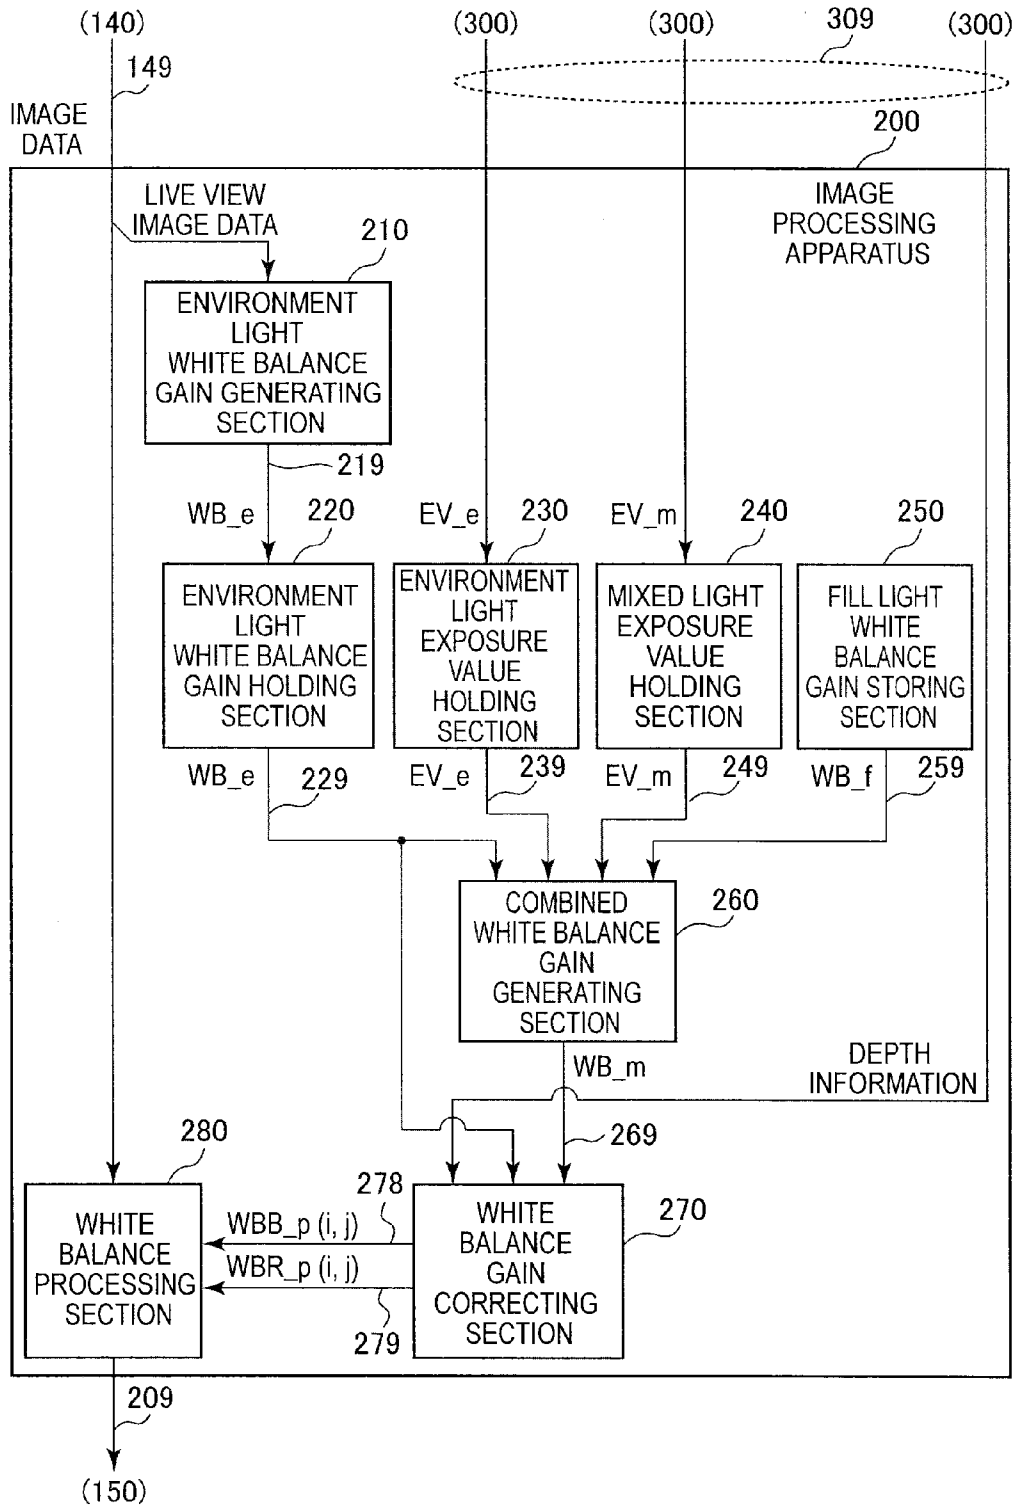 (140)
(300)
(300)
309
(300)
149
IMAGE
DATA
200
LIVE VIEW
IMAGE DATA
IMAGE
PROCESSING
APPARATUS
210
ENVIRONMENT
LIGHT
WHITE BALANCE
GAIN GENERATING
SECTION
219
WB_e
220
EV_e
230
EV_m
240
250
ENVIRONMENT
LIGHT
WHITE BALANCE
GAIN HOLDING
SECTION
ENVIRONMENT
LIGHT
EXPOSURE
VALUE
HOLDING
SECTION
MIXED LIGHT
EXPOSURE
VALUE
HOLDING
SECTION
FILL LIGHT
WHITE
BALANCE
GAIN STORING
SECTION
WB_e
229
EV_e
239
EV_m
249
WB_f
259
COMBINED
WHITE BALANCE
GAIN
GENERATING
SECTION
260
WB_m
DEPTH
INFORMATION
269
280
WHITE
BALANCE
PROCESSING
SECTION
278
WBB_p (i, j)
WBR_p (i, j)
279
WHITE
BALANCE
GAIN
CORRECTING
SECTION
270
209
(150)